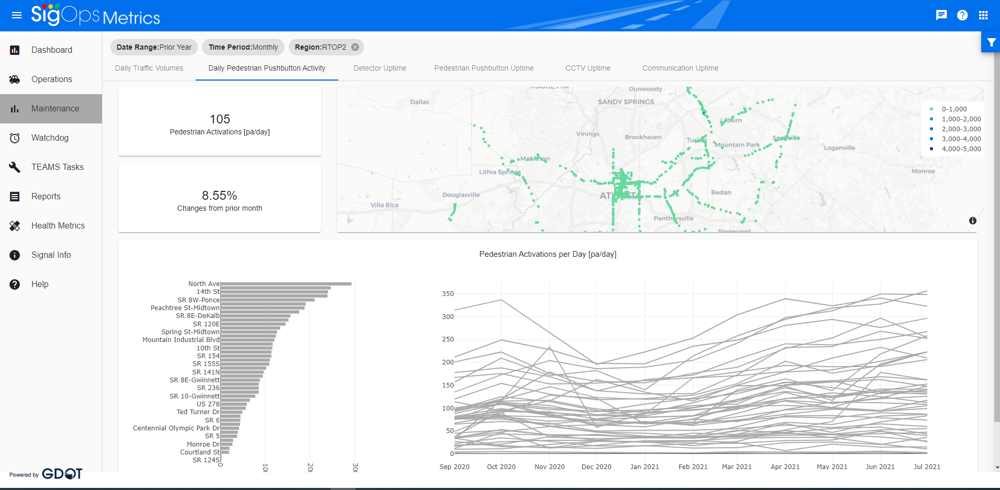 SigOps Metrics
Dashboard
Operations
Maintenance
Watchdog
TEAMS Tasks
Reports
Health Metrics
Signal Info
Help
Powered by GDOT
Date Range:Prior Year
Time Period:Monthly
Region:RTOP2
Daily Traffic Volumes
Daily Pedestrian Pushbutton Activity
Detector Uptime
Pedestrian Pushbutton Uptime
CCTV Uptime
Communication Uptime
105
Pedestrian Activations [pa/day]
8.55%
Changes from prior month
MARIETTA
Dunwoody
Dallas
SANDY SPRINGS
Lilburn
Vinings
Brookhaven
Tucker
Mountain Park
Snellville
Loganville
Mableton
Lithia Springs
Monroe
Douglasville
ATLANTA
Redan
Villa Rica
Panthersville
Stonecrest
0-1,000
1,000-2,000
2,000-3,000
3,000-4,000
4,000-5,000
Pedestrian Activations per Day [pa/day]
North Ave
14th St
SR 8W-Ponce
Peachtree St-Midtown
SR 8E-DeKalb
SR 120E
Spring St-Midtown
Mountain Industrial Blvd
10th St
SR 154
SR 155S
SR 141N
SR 8E-Gwinnett
SR 236
SR 10-Gwinnett
US 278
Ted Turner Dr
SR 6
Centennial Olympic Park Dr
SR 5
Monroe Dr
Courtland St
SR 124S
0
350
300
250
200
150
100
50
0
Sep 2020
Oct 2020
Nov 2020
Dec 2020
Jan 2021
Feb 2021
Mar 2021
Apr 2021
May 2021
Jun 2021
Jul 2021